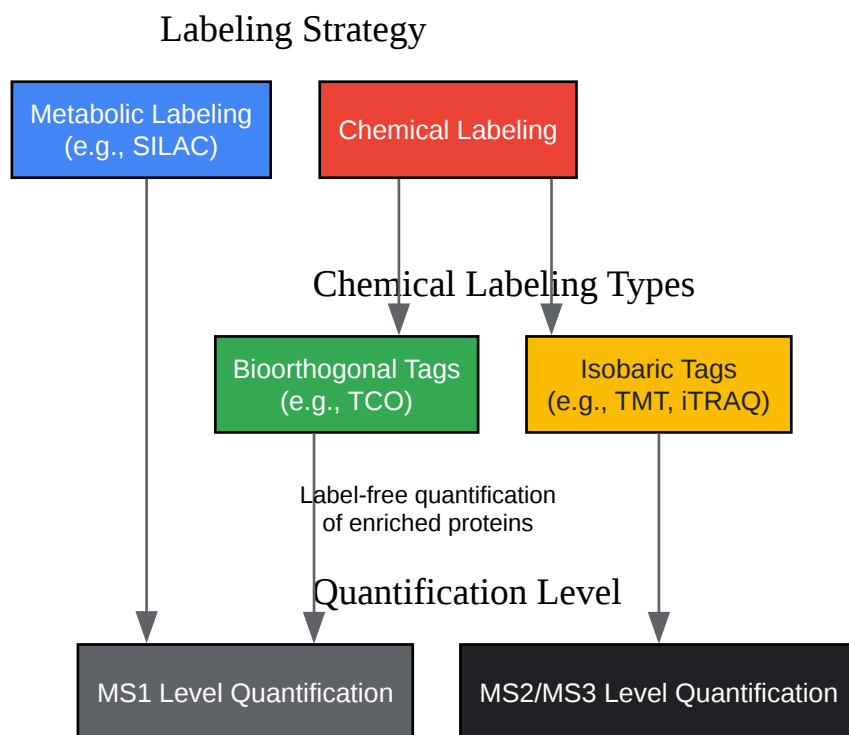 Labeling Strategy
Metabolic Labeling
(e.g., SILAC)
Chemical Labeling
Chemical Labeling Types
Bioorthogonal Tags
(e.g., TCO)
Isobaric Tags
(e.g., TMT, iTRAQ)
Label-free quantification
of enriched proteins
Quantification Level
MS1 Level Quantification
MS2/MS3 Level Quantification